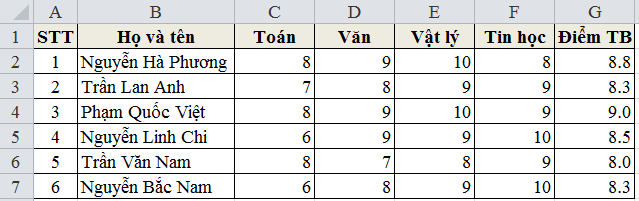 A B C D E F G
1 STT Họ và tên Toán Văn Vật lý Tin học Điểm TB
2 1 Nguyễn Hà Phương 8 9 10 8 8.8
3 2 Trần Lan Anh 7 8 9 9 8.3
4 3 Phạm Quốc Việt 8 9 10 9 9.0
5 4 Nguyễn Linh Chi 6 9 9 10 8.5
6 5 Trần Văn Nam 8 7 8 9 8.0
7 6 Nguyễn Bắc Nam 6 8 9 10 8.3